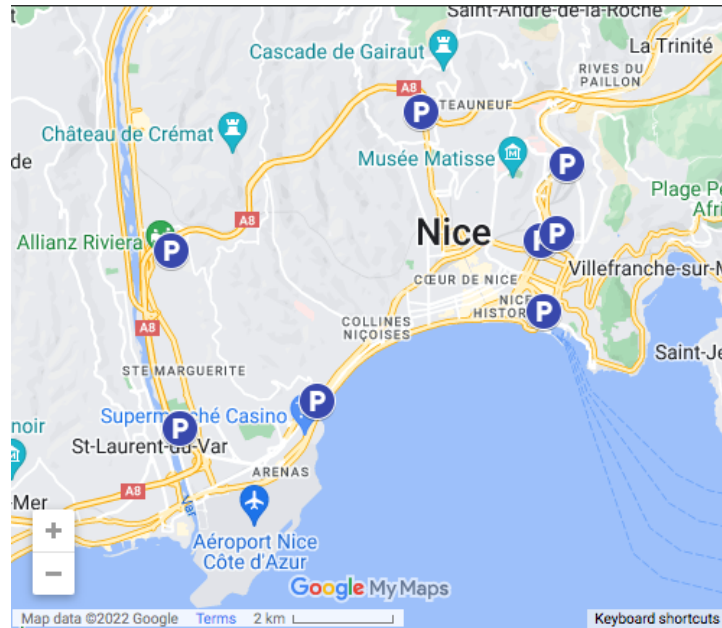 Saint-André-de-la-Roche
La Trinité
Cascade de Gairaut
RIVES DU
PAILLON
A8
P
TEAUNEUF
Château de Crémat
Musée Matisse
P
de
Plage P
Afri
A8
Allianz Riviera
P
Nice
P
P
Villefranche-sur-M
CŒUR DE NICE
NICE
HISTOR
P
A8
COLLINES
NIÇOISES
Saint-Je
STE MARGUERITE
P
Supermarché Casino
noir
P
St-Laurent-du-Var
ARENAS
A8
-Mer
Var
+
−
Aéroport Nice
Côte d'Azur
Google My Maps
Map data ©2022 Google Terms 2 km
Keyboard shortcuts